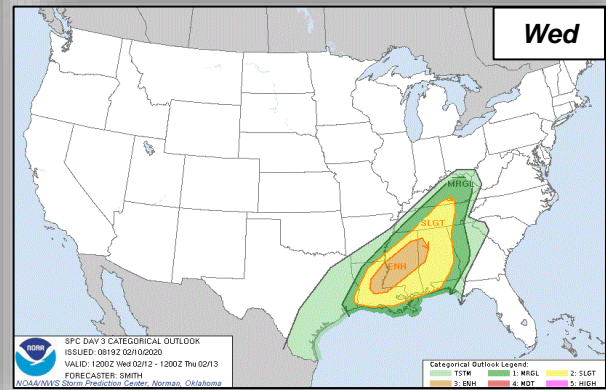 Wed
MRGL
SLGT
ENH
NOAA
SPC DAY 3 CATEGORICAL OUTLOOK
ISSUED: 0819Z 02/10/2020
VALID: 1200Z Wed 02/12 - 1200Z Thu 02/13
FORECASTER: SMITH
NOAA/NWS Storm Prediction Center, Norman, Oklahoma
Categorical Outlook Legend:
TSTM 1: MRGL 2: SLGT
3: ENH 4: MDT 5: HIGH